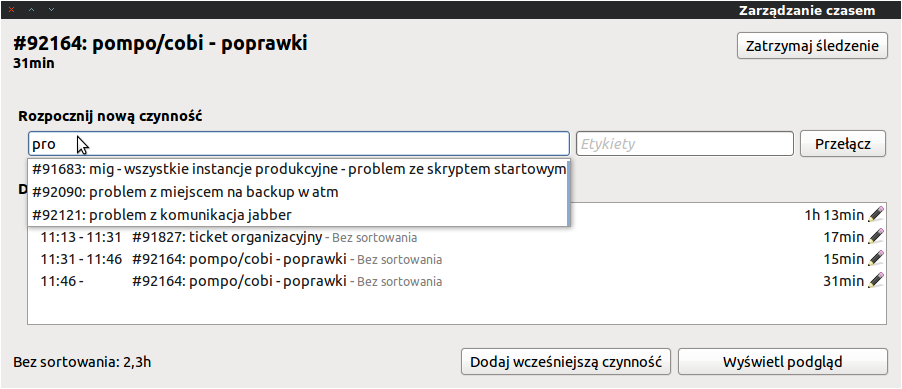 Zarządzanie czasem
#92164: pompo/cobi - poprawki
Zatrzymaj śledzenie
31min
Rozpocznij nową czynność
pro
Etykiety
Przełącz
#91683: mig - wszystkie instancje produkcyjne - problem ze skryptem startowym
#92090: problem z miejscem na backup w atm
#92121: problem z komunikacja jabber
1h 13min
11:13 - 11:31 #91827: ticket organizacyjny - Bez sortowania 17min
11:31 - 11:46 #92164: pompo/cobi - poprawki - Bez sortowania 15min
11:46 - #92164: pompo/cobi - poprawki - Bez sortowania 31min
Bez sortowania: 2,3h
Dodaj wcześniejszą czynność
Wyświetl podgląd